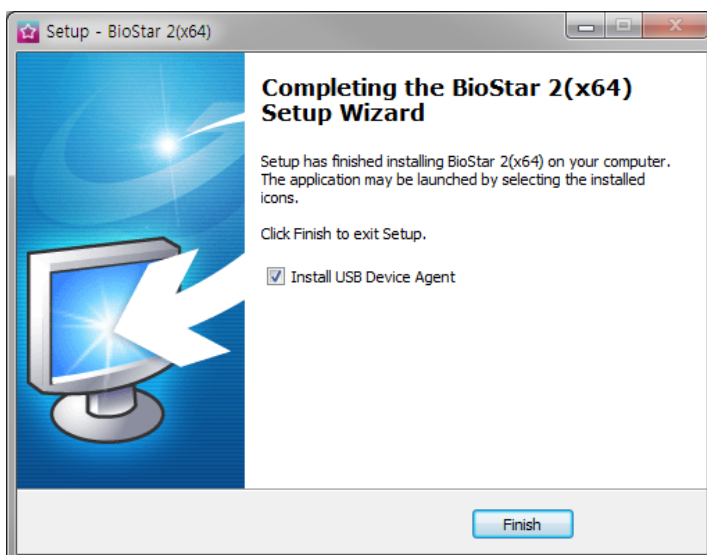 Setup - BioStar 2(x64)
Completing the BioStar 2(x64)
Setup Wizard
Setup has finished installing BioStar 2(x64) on your computer.
The application may be launched by selecting the installed
icons.
Click Finish to exit Setup.
Install USB Device Agent
Finish